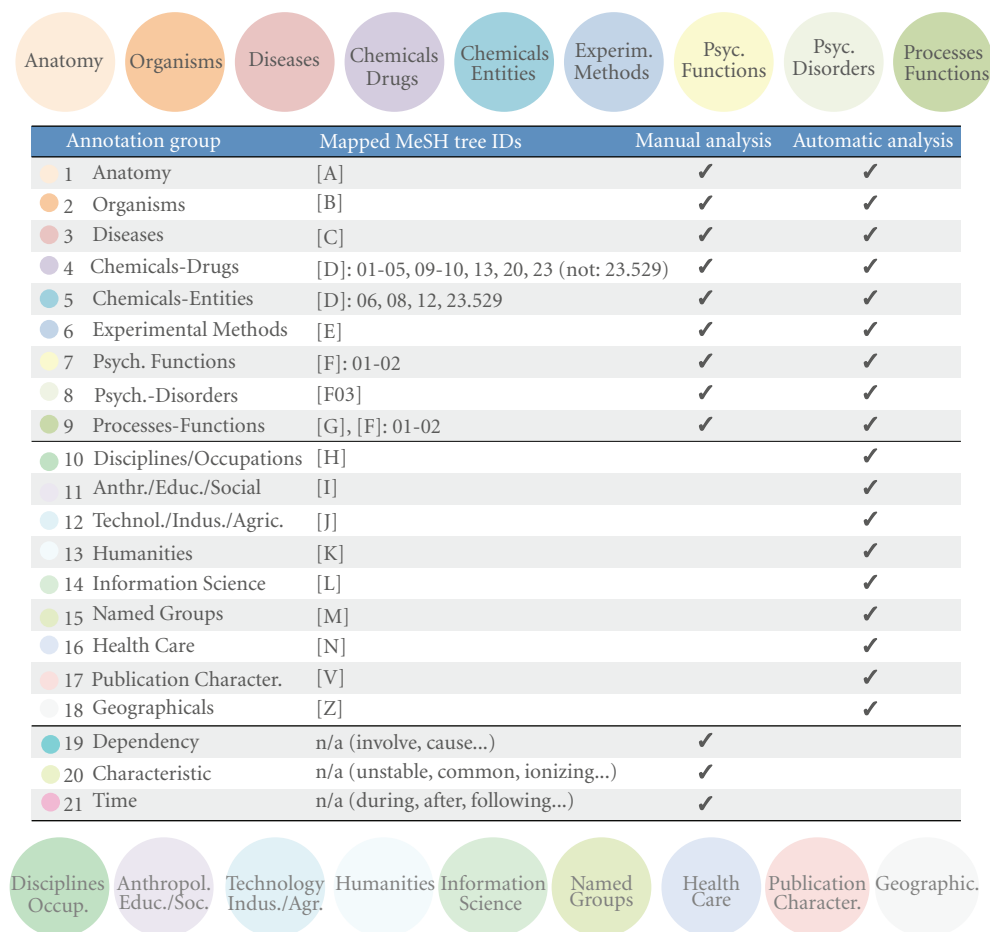 Anatomy
Organisms
Diseases
Chemicals
Drugs
Chemicals
Entities
Experim.
Methods
Psyc.
Functions
Psyc.
Disorders
Processes
Functions
Annotation group Mapped MeSH tree IDs Manual analysis Automatic analysis
1 Anatomy [A] ✓ ✓
2 Organisms [B] ✓ ✓
3 Diseases [C] ✓ ✓
4 Chemicals-Drugs [D]: 01-05, 09-10, 13, 20, 23 (not: 23.529) ✓ ✓
5 Chemicals-Entities [D]: 06, 08, 12, 23.529 ✓ ✓
6 Experimental Methods [E] ✓ ✓
7 Psych. Functions [F]: 01-02 ✓ ✓
8 Psych.-Disorders [F03] ✓ ✓
9 Processes-Functions [G], [F]: 01-02 ✓ ✓
10 Disciplines/Occupations [H] ✓
11 Anthr./Educ./Social [I] ✓
12 Technol./Indus./Agric. [J] ✓
13 Humanities [K] ✓
14 Information Science [L] ✓
15 Named Groups [M] ✓
16 Health Care [N] ✓
17 Publication Character. [V] ✓
18 Geographicals [Z] ✓
19 Dependency n/a (involve, cause...) ✓
20 Characteristic n/a (unstable, common, ionizing...) ✓
21 Time n/a (during, after, following...) ✓
Disciplines
Occup.
Anthropol.
Educ./Soc.
Technology
Indus./Agr.
Humanities
Information
Science
Named
Groups
Health
Care
Publication
Character.
Geographic.